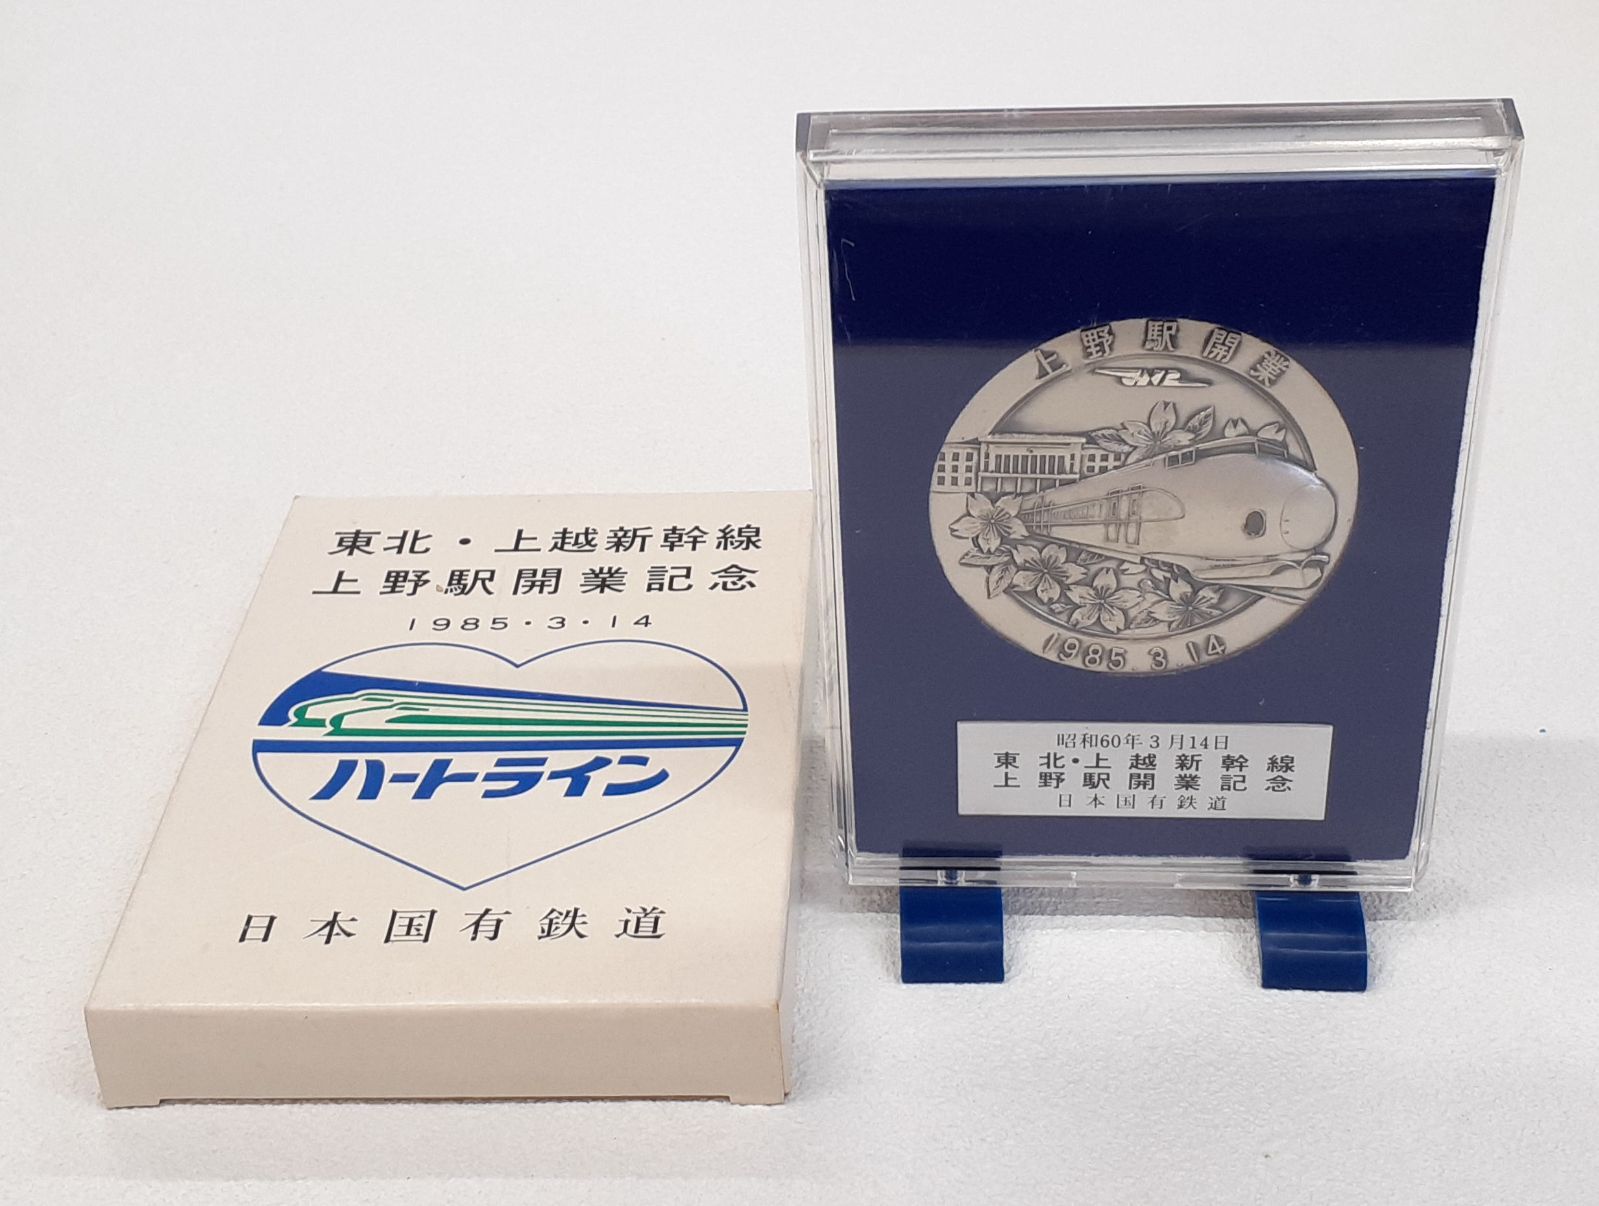 東北・上越新幹線
上野駅開業記念
1985・3・14
ハートライン
日本国有鉄道
上野駅開業
1985.3.14
昭和60年3月14日
東北・上越新幹線
上野駅開業記念
日本国有鉄道